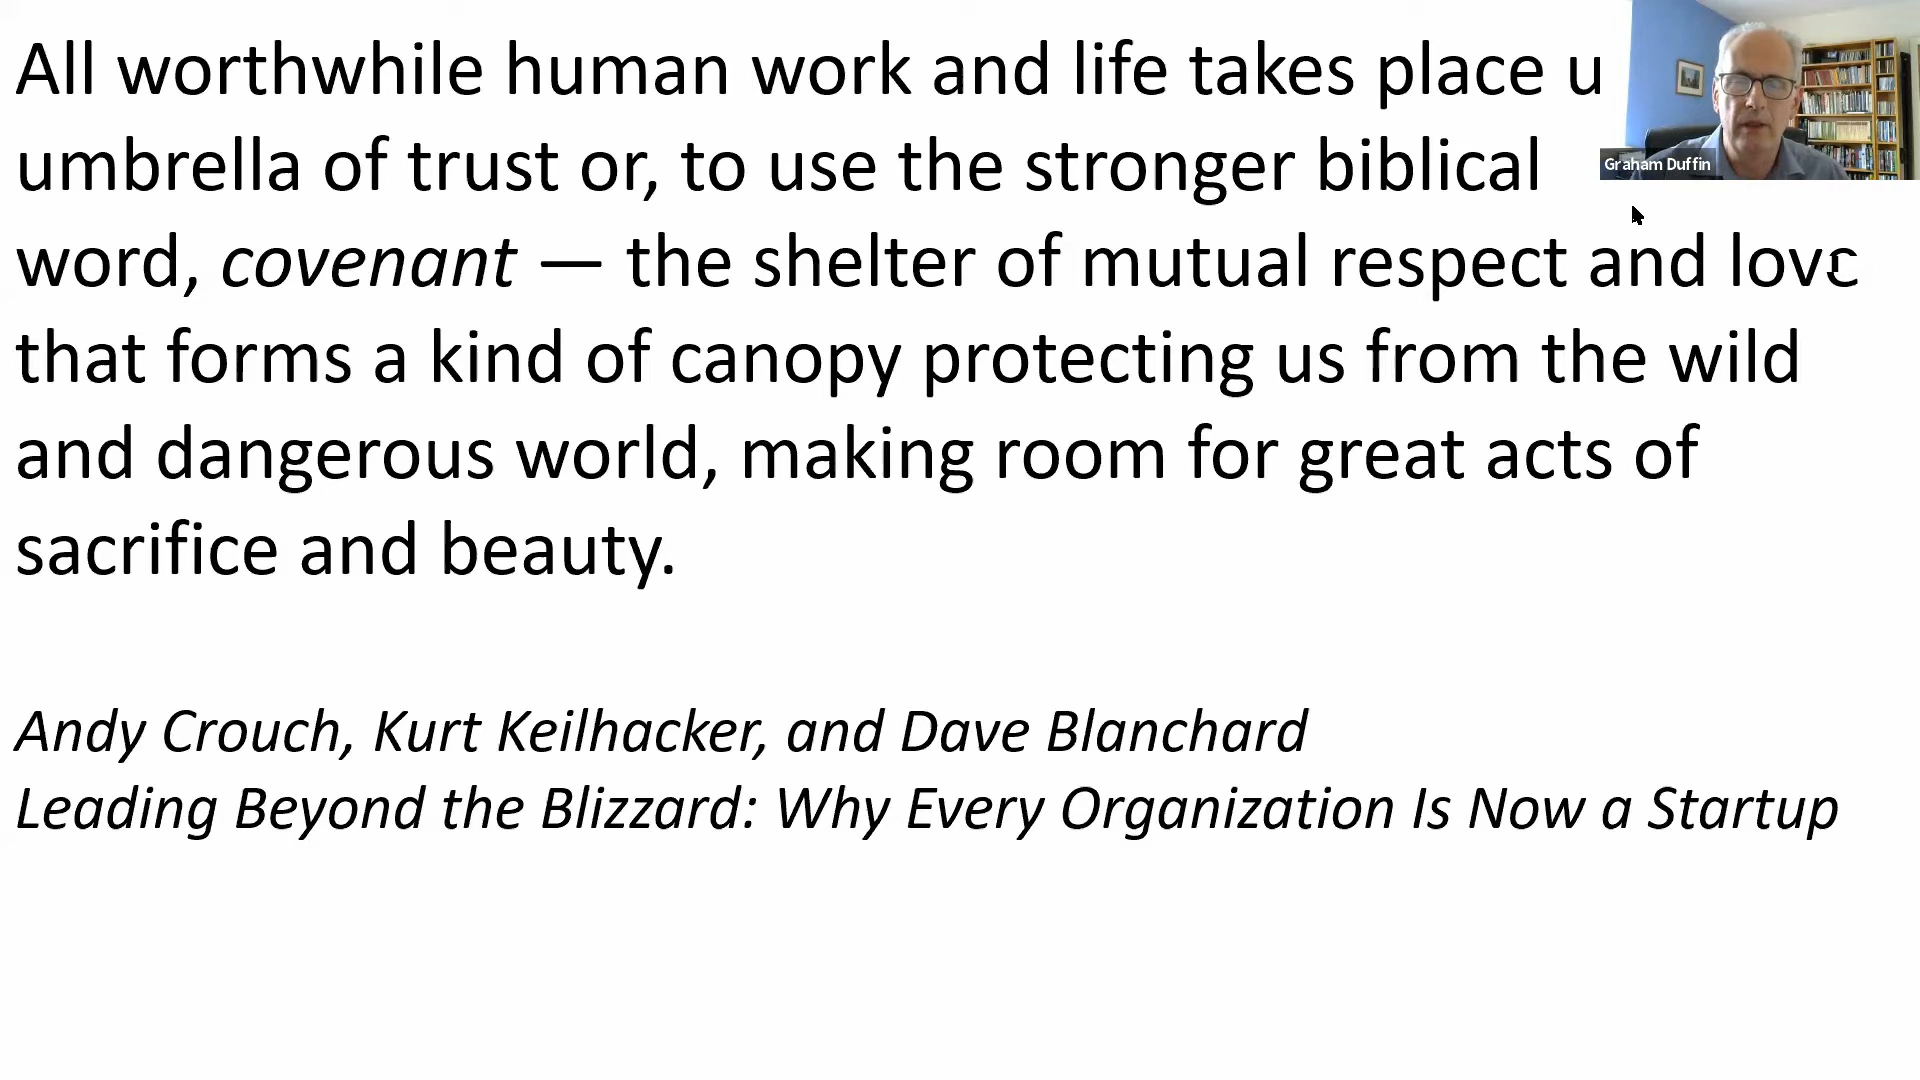 All worthwhile human work and life takes place u
umbrella of trust or, to use the stronger biblical
Graham Duffin
word, covenant — the shelter of mutual respect and love
that forms a kind of canopy protecting us from the wild
and dangerous world, making room for great acts of
sacrifice and beauty.
Andy Crouch, Kurt Keilhacker, and Dave Blanchard
Leading Beyond the Blizzard: Why Every Organization Is Now a Startup